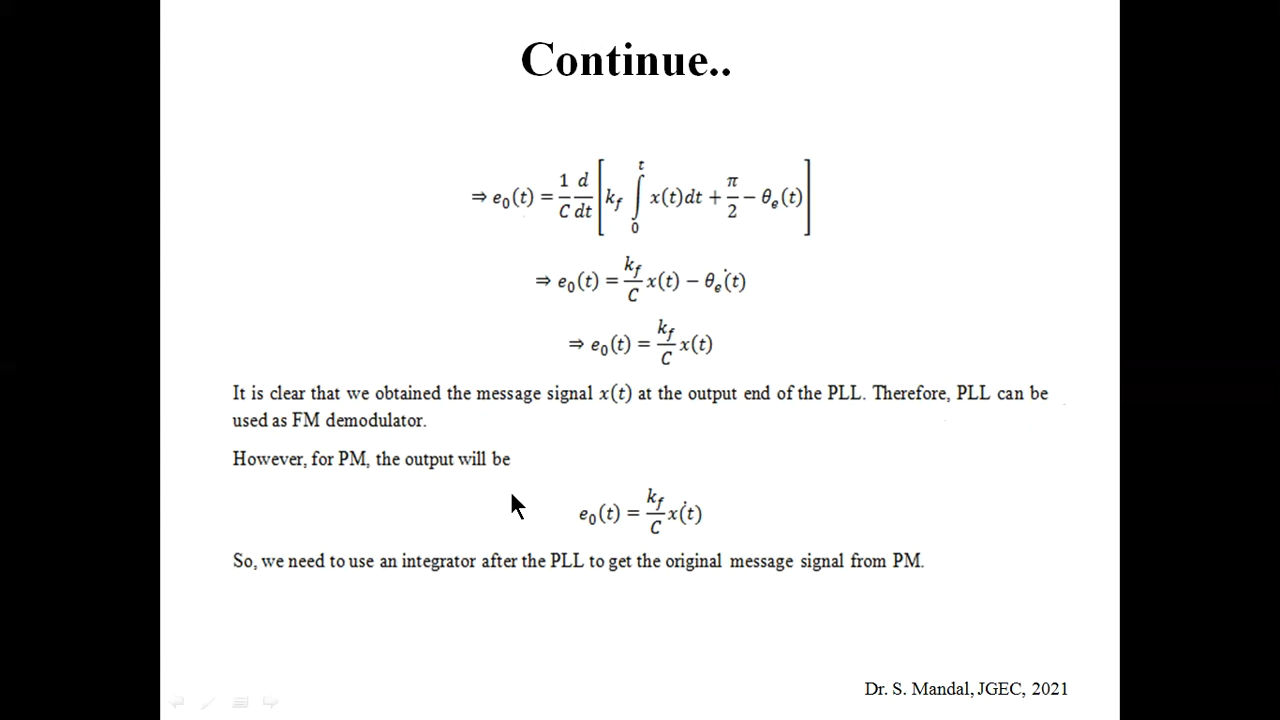 Continue..
⇒ e₀(t) = 1/C d/dt [k_f ∫₀ᵗ x(t)dt + π/2 − θₑ(t)]
⇒ e₀(t) = k_f/C x(t) − θₑ̇(t)
⇒ e₀(t) = k_f/C x(t)
It is clear that we obtained the message signal x(t) at the output end of the PLL. Therefore, PLL can be
used as FM demodulator.
However, for PM, the output will be
e₀(t) = k_f/C ẋ(t)
So, we need to use an integrator after the PLL to get the original message signal from PM.
Dr. S. Mandal, JGEC, 2021